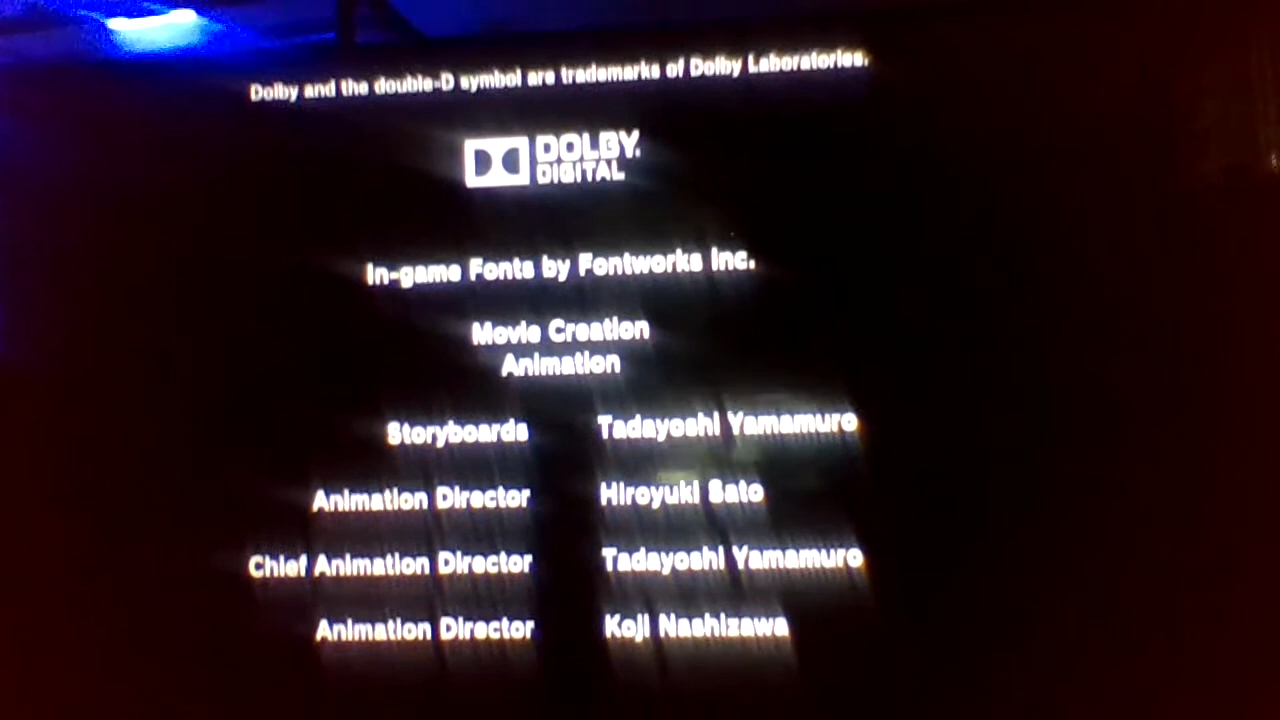 Dolby and the double-D symbol are trademarks of Dolby Laboratories.
DOLBY.
DIGITAL
In-game Fonts by Fontworks Inc.
Movie Creation
Animation
Storyboards Tadayoshi Yamamuro
Animation Director Hiroyuki Sato
Chief Animation Director Tadayoshi Yamamuro
Animation Director Koji Nashizawa